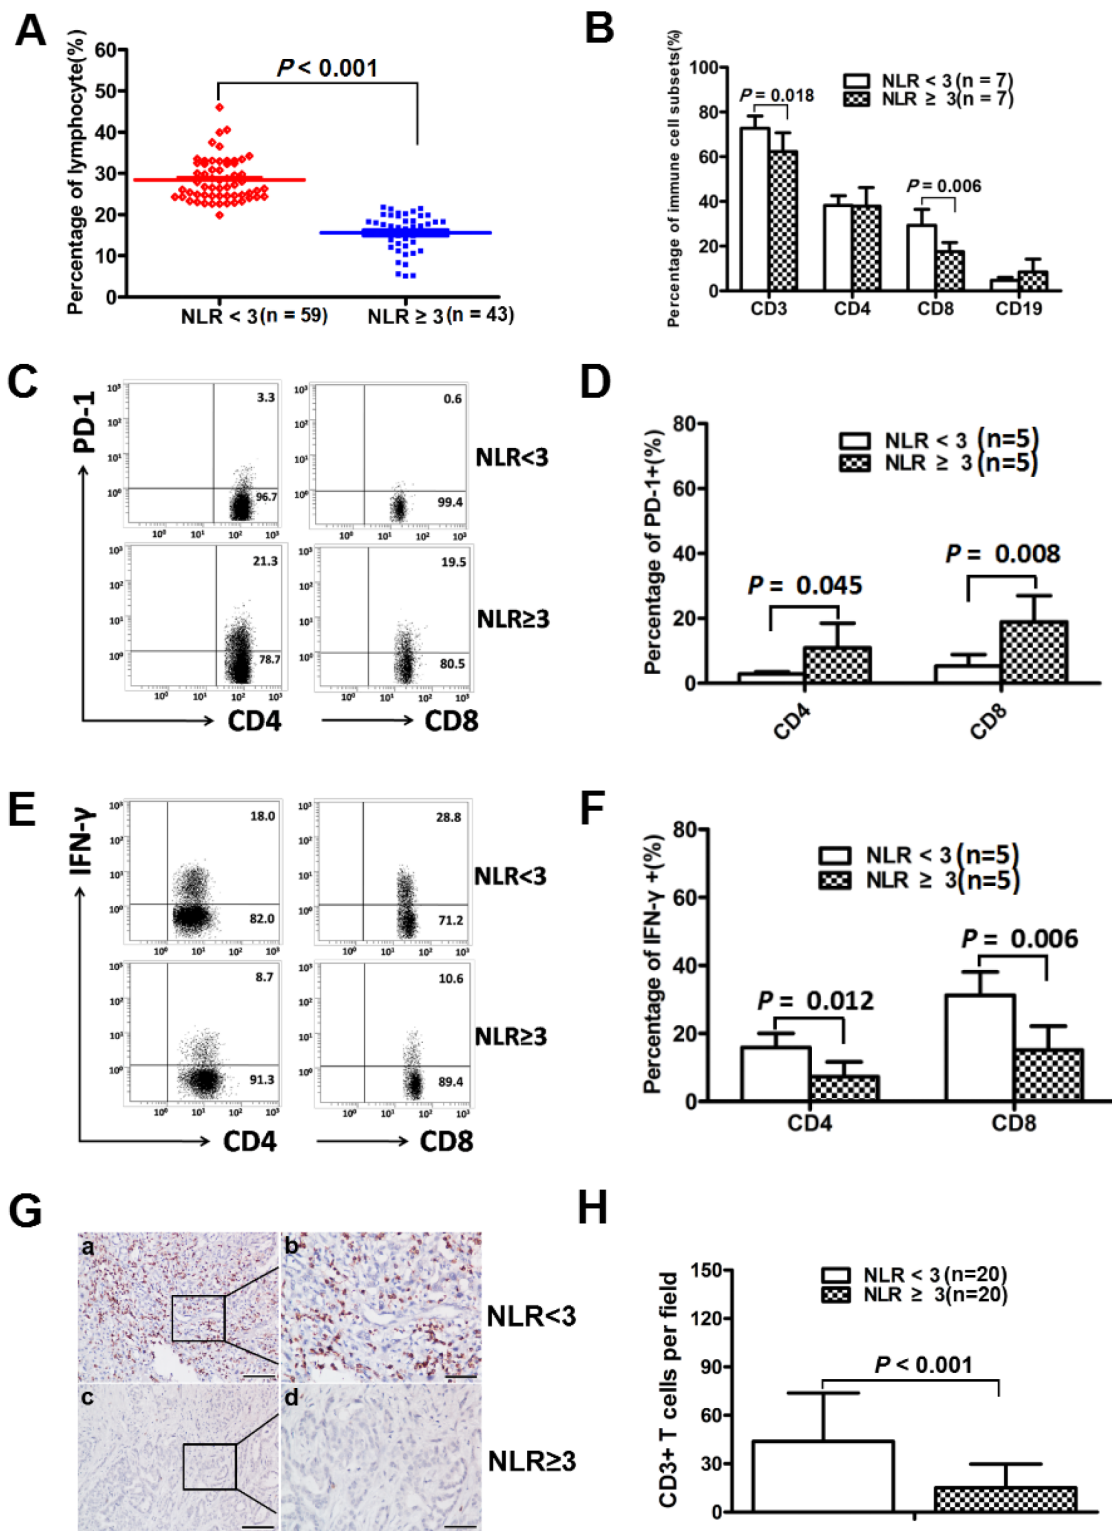 A
P < 0.001
Percentage of lymphocyte(%)
60
50
40
30
20
10
0
NLR < 3(n = 59)
NLR ≥ 3(n = 43)
B
Percentage of immune cell subsets(%)
100
80
60
40
20
0
NLR < 3(n = 7)
NLR ≥ 3(n = 7)
P = 0.018
P = 0.006
CD3
CD4
CD8
CD19
C
PD-1
3.3
96.7
0.6
99.4
NLR<3
21.3
78.7
19.5
80.5
NLR≥3
CD4
CD8
D
Percentage of PD-1+(%)
80
60
40
20
0
NLR < 3 (n=5)
NLR ≥ 3 (n=5)
P = 0.045
P = 0.008
CD4
CD8
E
IFN-γ
18.0
82.0
28.8
71.2
NLR<3
8.7
91.3
10.6
89.4
NLR≥3
CD4
CD8
F
Percentage of IFN-γ +(%)
80
60
40
20
0
NLR < 3(n=5)
NLR ≥ 3(n=5)
P = 0.012
P = 0.006
CD4
CD8
G
a
b
NLR<3
c
d
NLR≥3
H
CD3+ T cells per field
150
120
90
60
30
0
NLR < 3(n=20)
NLR ≥ 3(n=20)
P < 0.001